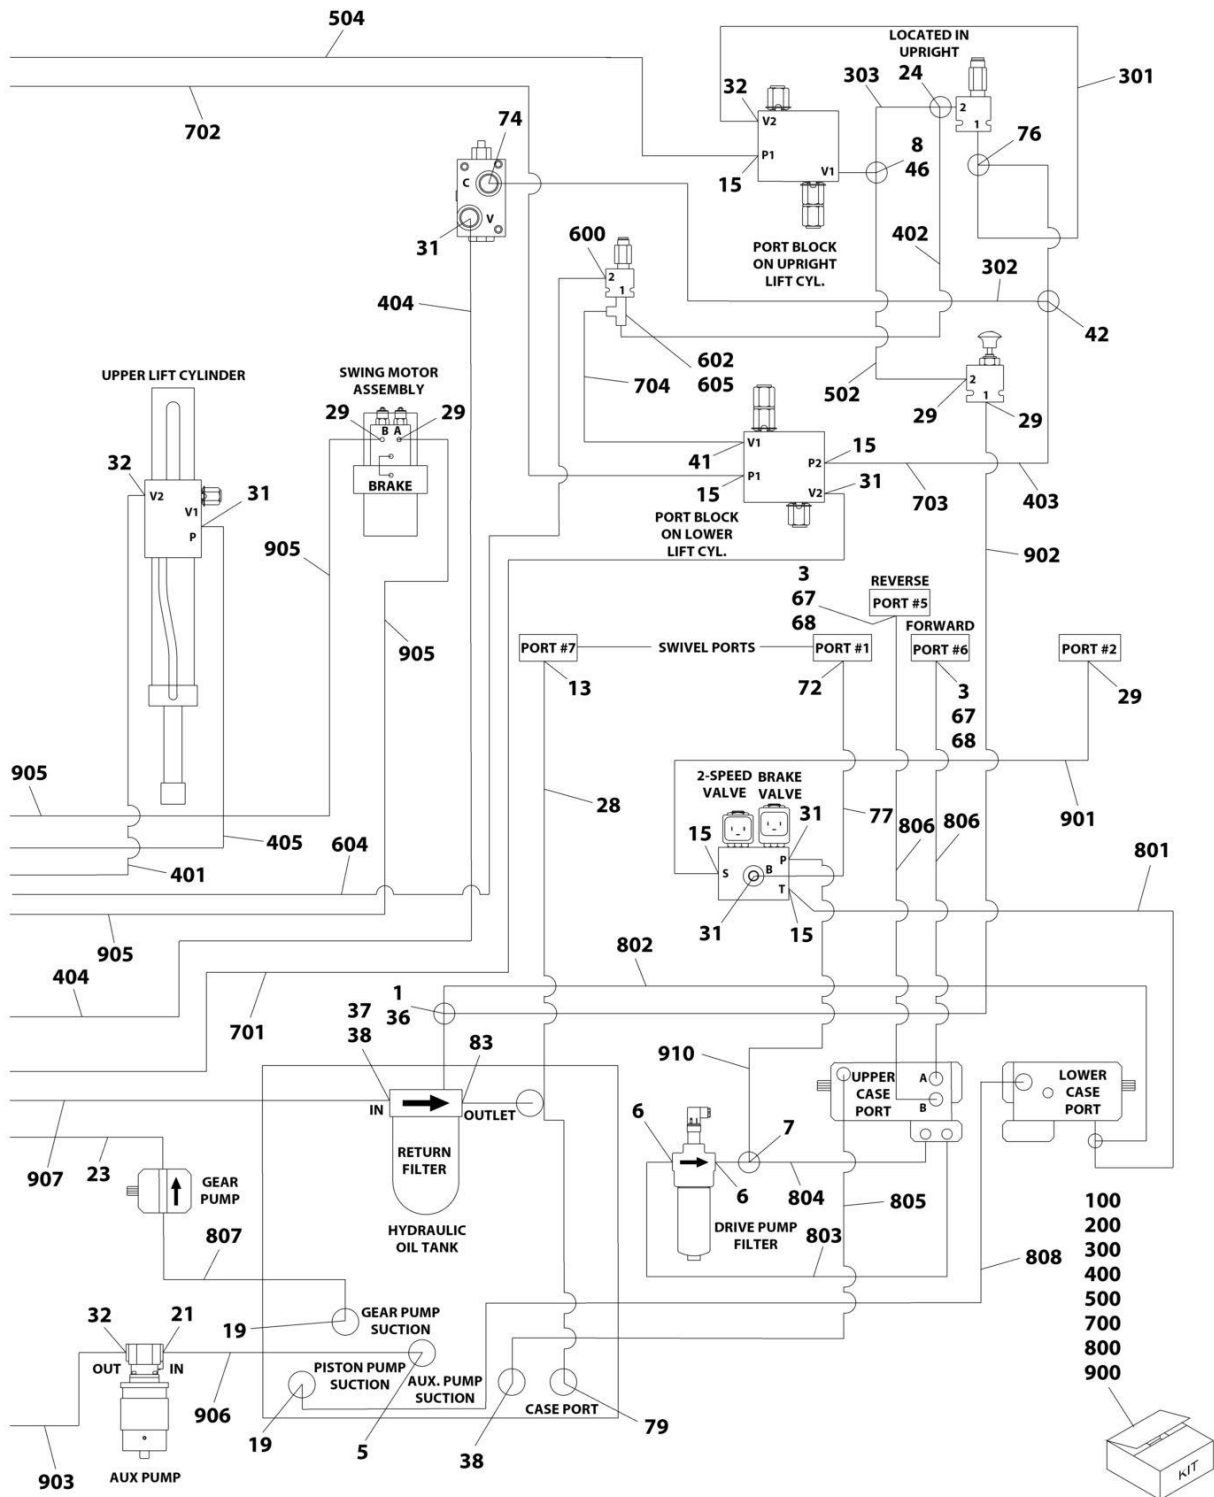 504
LOCATED IN
UPRIGHT
303
24
301
32
702
74
V2
2
1
76
P1
V1
8
46
15
C
V
31
600
2
1
402
PORT BLOCK
ON UPRIGHT
LIFT CYL.
302
404
42
602
605
704
502
2
1
29
29
UPPER LIFT CYLINDER
SWING MOTOR
ASSEMBLY
29
29
B A
BRAKE
32
V2
V1
P
31
V1
41
P1
15
P2
15
V2
31
703
403
PORT BLOCK
ON LOWER
LIFT CYL.
905
902
3
67
68
REVERSE
PORT #5
905
FORWARD
PORT #7
SWIVEL PORTS
PORT #1
PORT #6
PORT #2
13
72
3
67
68
29
905
2-SPEED
VALVE
BRAKE
VALVE
28
77
901
31
806
806
405
15
S
P
B
T
801
401
604
31
15
905
802
404
1
36
37
38
83
701
910
UPPER
CASE
PORT
A
B
LOWER
CASE
PORT
IN
OUTLET
6
7
907
23
RETURN
FILTER
GEAR
PUMP
6
804
805
HYDRAULIC
OIL TANK
DRIVE PUMP
FILTER
807
803
808
100
200
300
400
500
700
800
900
32
21
19
GEAR PUMP
SUCTION
OUT
IN
PISTON PUMP
SUCTION
AUX. PUMP
SUCTION
906
CASE PORT
19
5
38
79
903
AUX PUMP
KIT